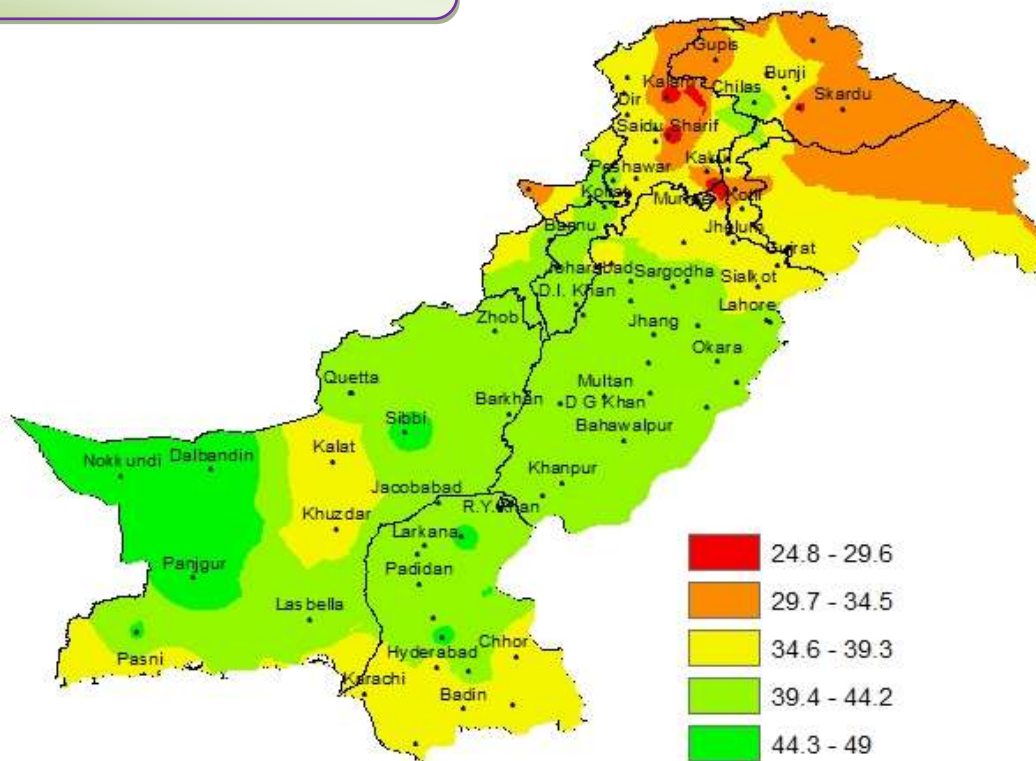 Gupis
Bunji
Kalam
Chilas
Skardu
Dir
Saidu Sharif
Kakul
Peshawar
Kohat
Murree
Kotli
Bannu
Jhelum
Gujrat
Joharabad
Sargodha
Sialkot
D.I. Khan
Lahore
Zhob
Jhang
Okara
Quetta
Multan
Barkhan
D G Khan
Sibbi
Bahawalpur
Kalat
Nokkundi
Dalbandin
Khanpur
Jacobabad
R.Y.Khan
Khuzdar
Larkana
Panjgur
Padidan
Lasbella
Chhor
Pasni
Hyderabad
Karachi
Badin
24.8 - 29.6
29.7 - 34.5
34.6 - 39.3
39.4 - 44.2
44.3 - 49